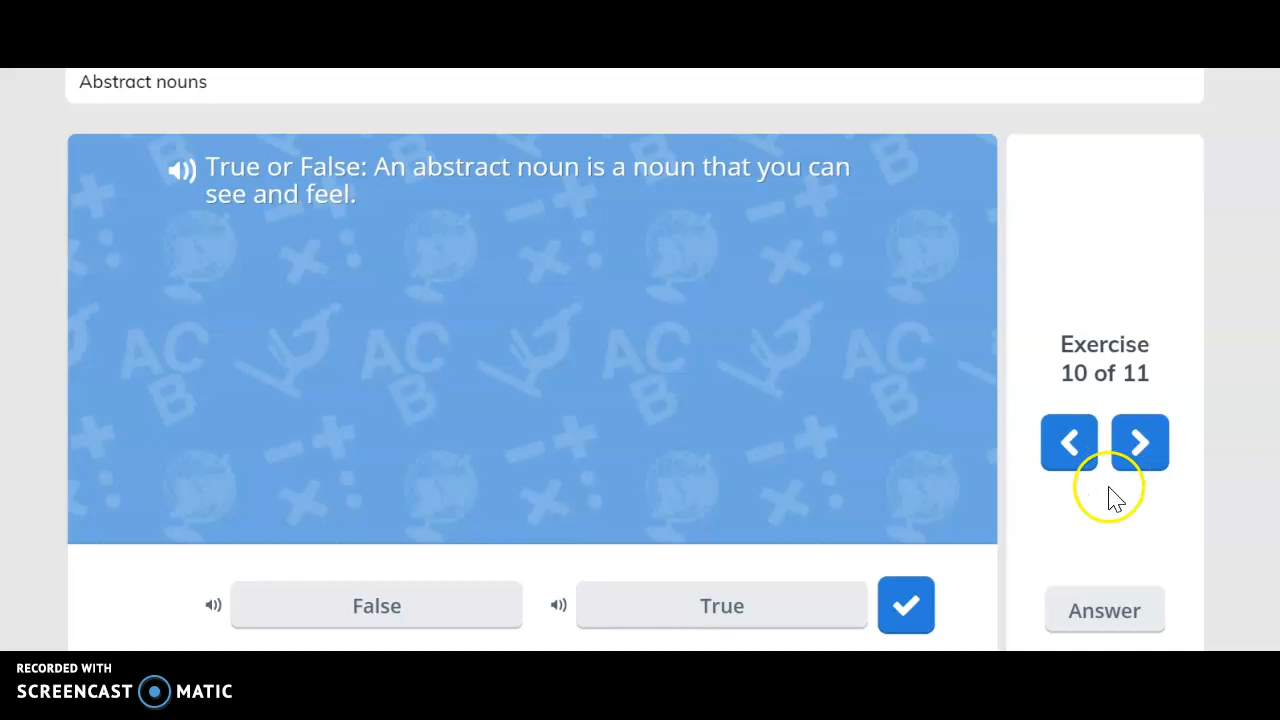 Abstract nouns
True or False: An abstract noun is a noun that you can
see and feel.
Exercise
10 of 11
False
True
Answer
RECORDED WITH
SCREENCAST MATIC